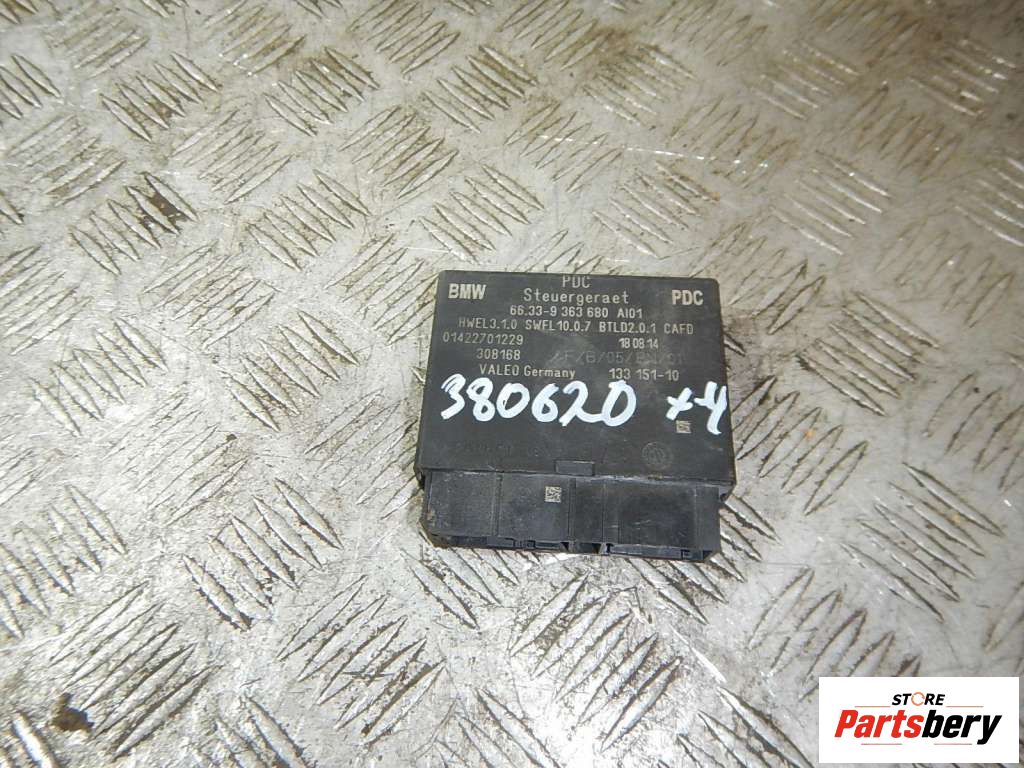 PDC
BMW Steuergeraet PDC
66.33-9 363 680 AI01
HWEL3.1.0 SWFL10.0.7 BTLD2.0.1 CAFD
01422701229 18 08 14
308168
VALEO Germany 133 151-10
380620 x4
STORE
Partsbery